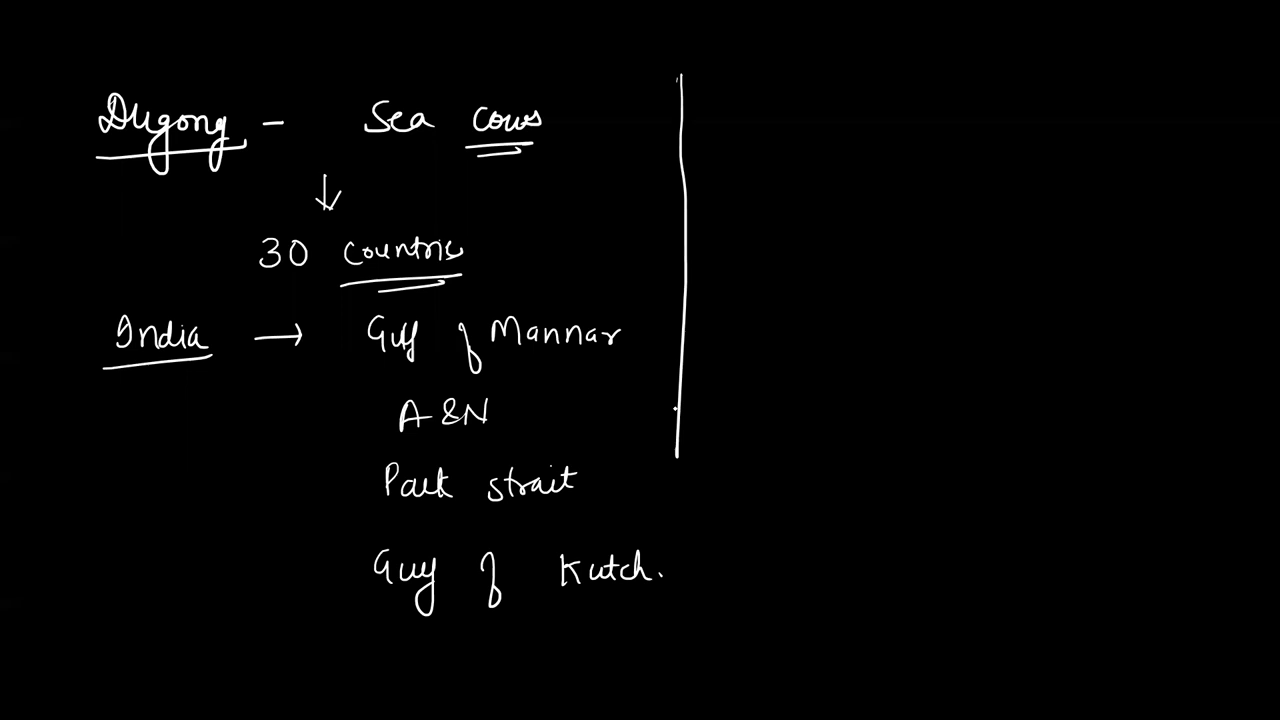 Dugong - Sea cows
↓
30 Countries
India → Gulf of Mannar
A & N
Palk strait
Gulf of Kutch.